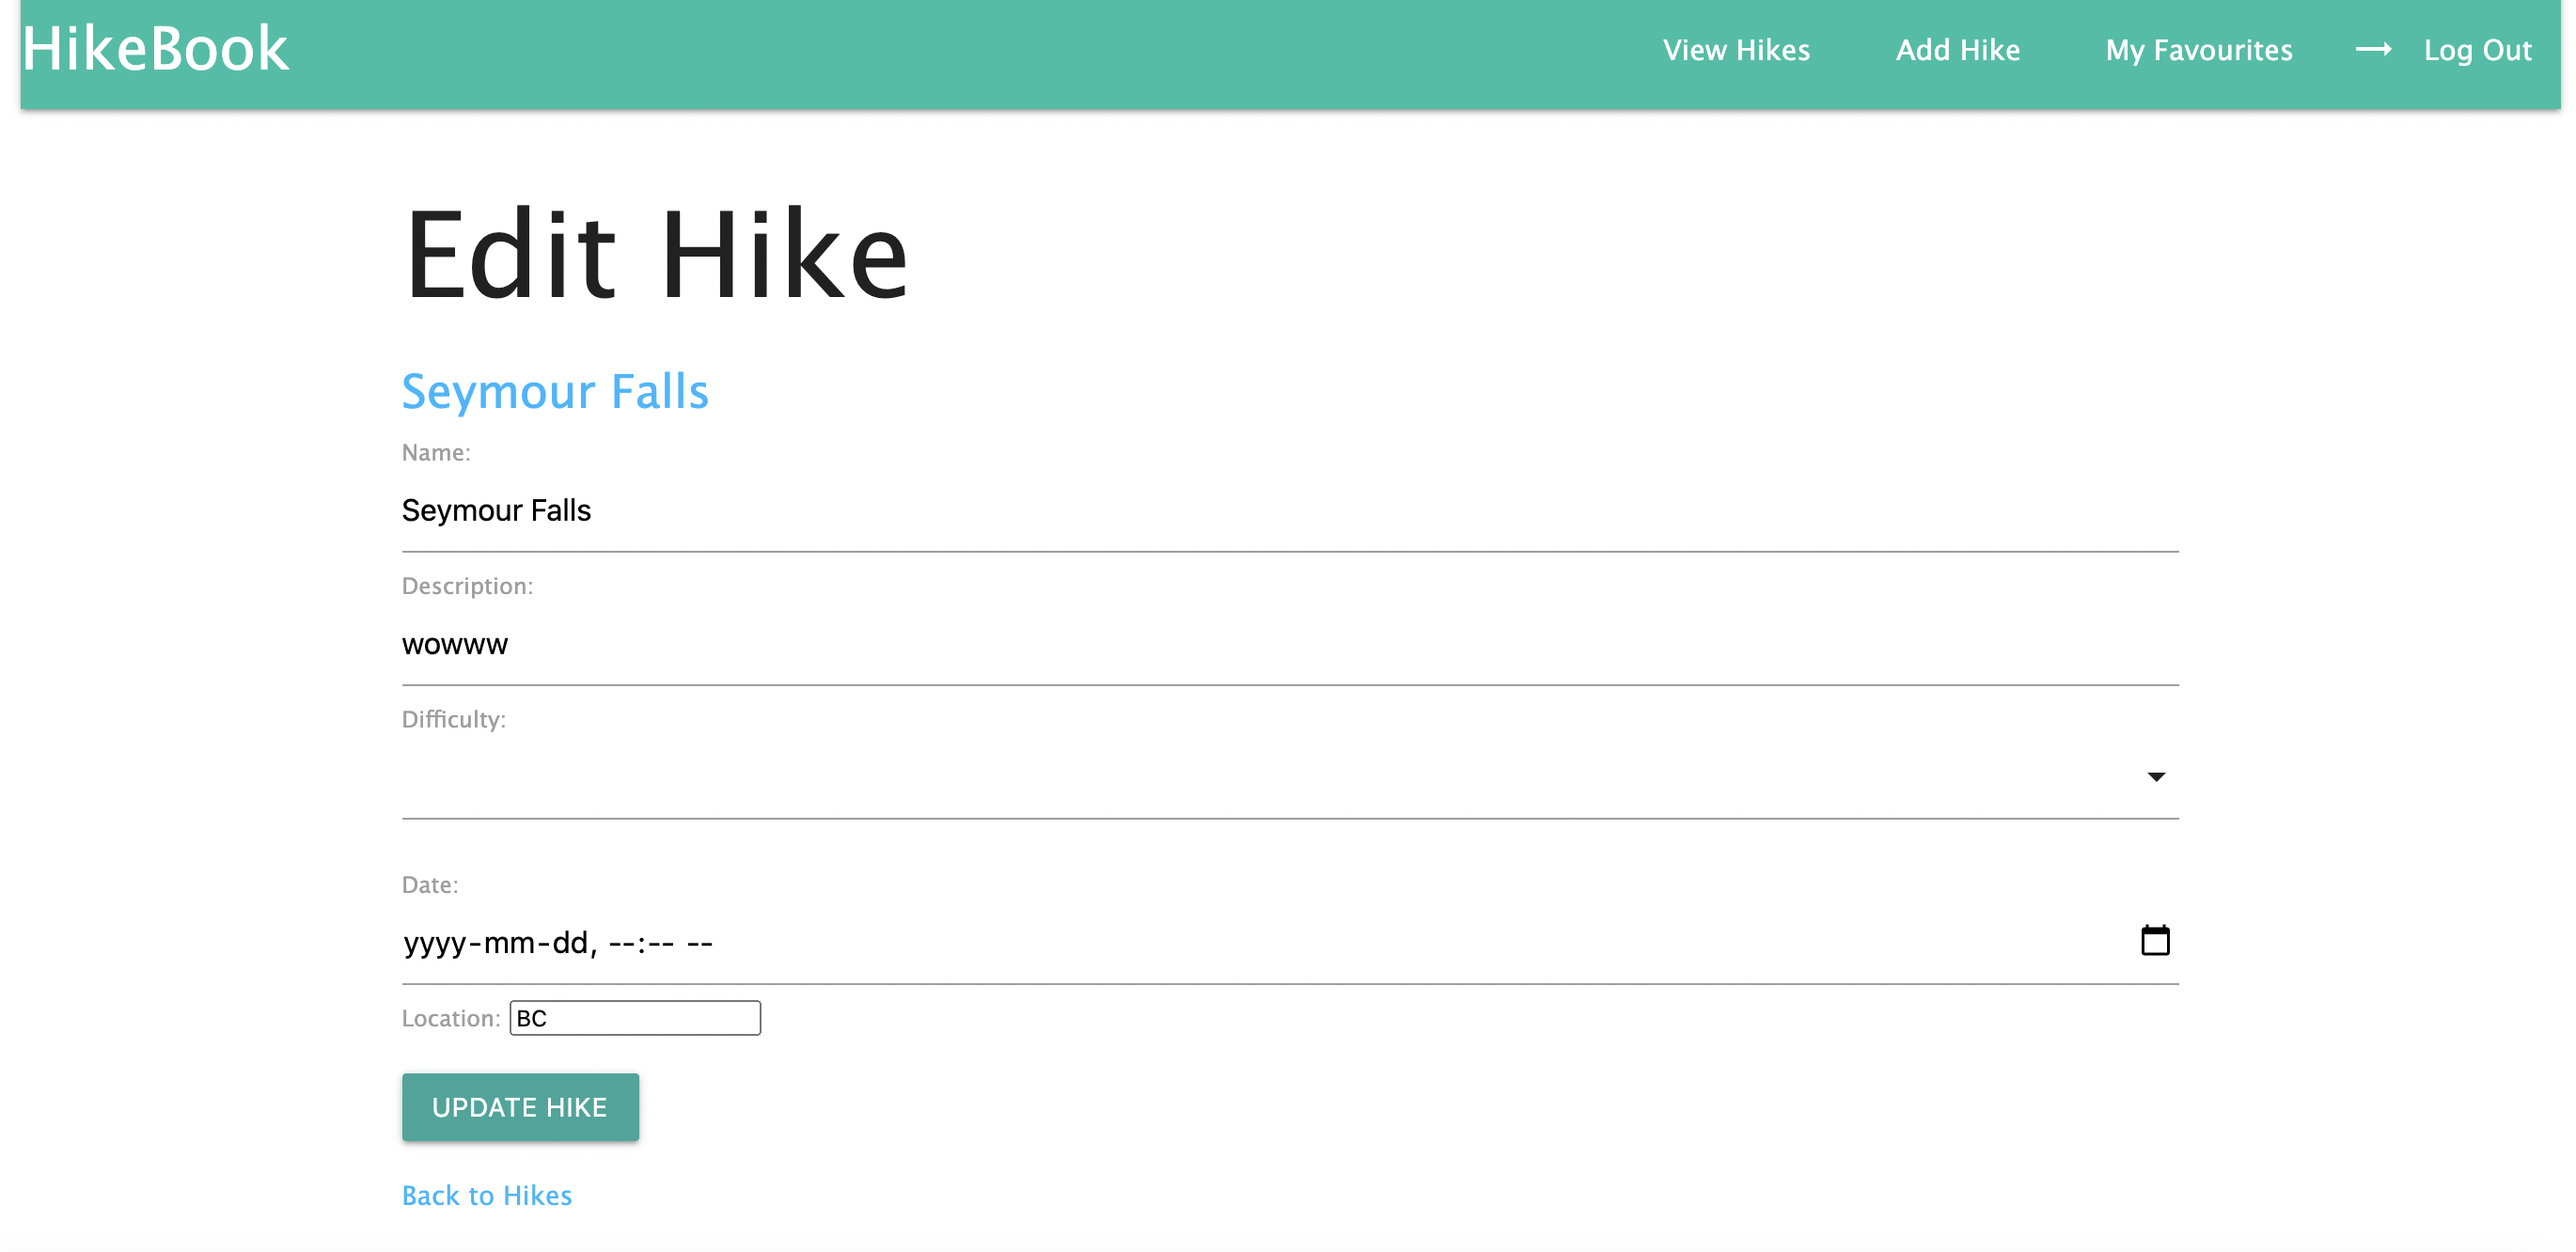 HikeBook View Hikes Add Hike My Favourites → Log Out
Edit Hike
Seymour Falls
Name:
Seymour Falls
Description:
wowww
Difficulty:
Date:
yyyy-mm-dd, --:-- --
Location: BC
UPDATE HIKE
Back to Hikes